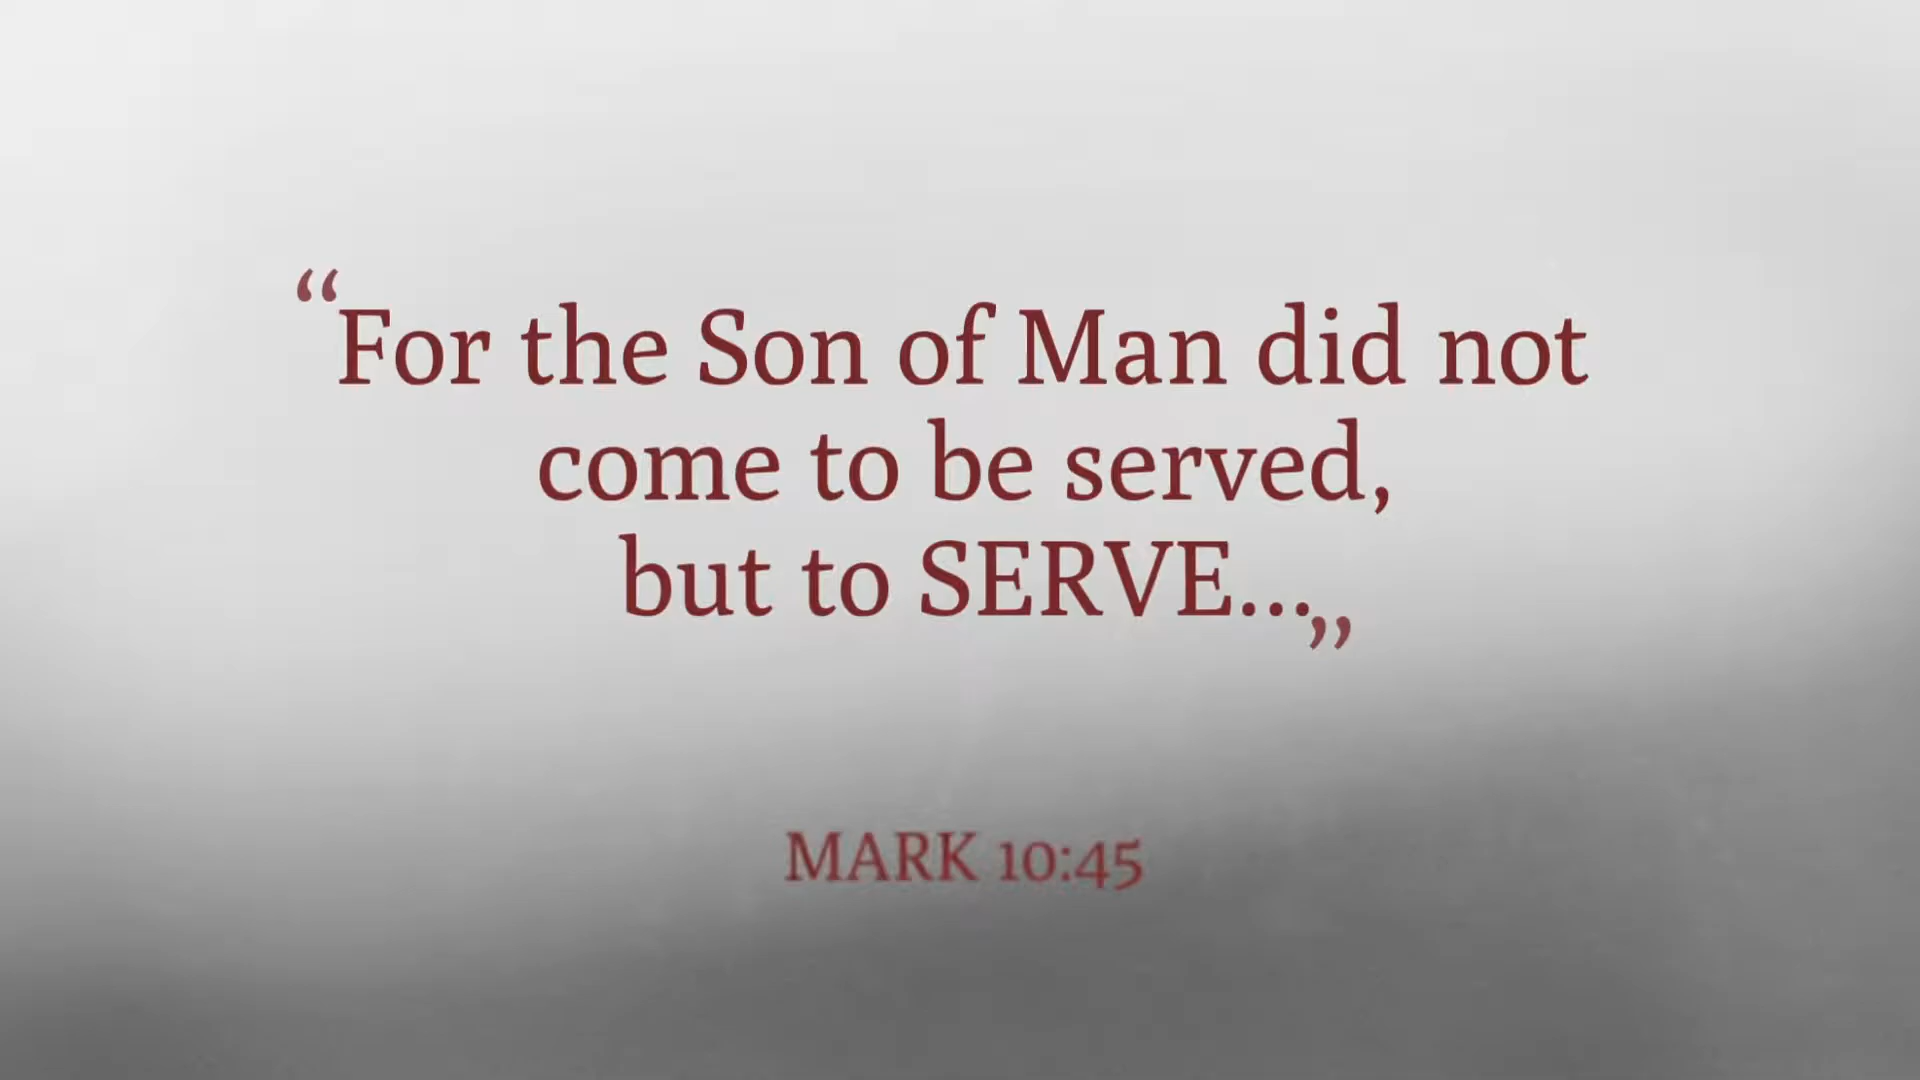 “For the Son of Man did not
come to be served,
but to SERVE...”
MARK 10:45